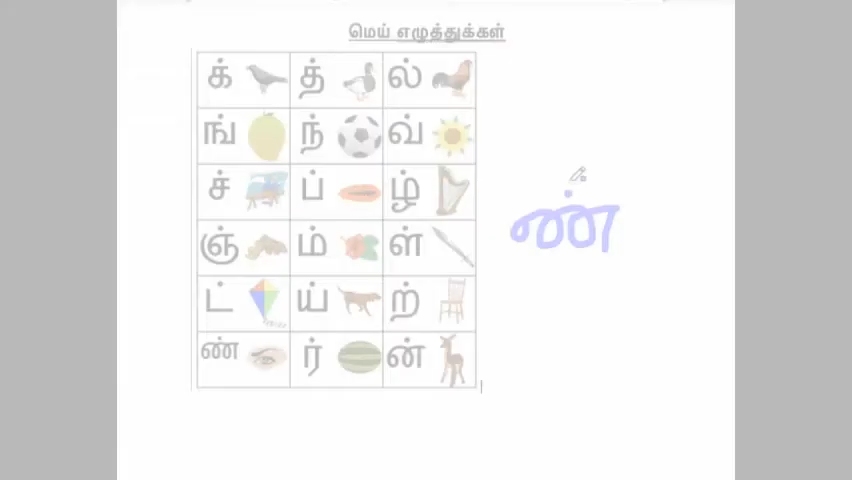 மெய் எழுத்துக்கள்
க் த் ல்
ங் ந் வ்
ச் ப் ழ்
ஞ் ம் ள்
ட் ய் ற்
ண் ர் ன்
ண்